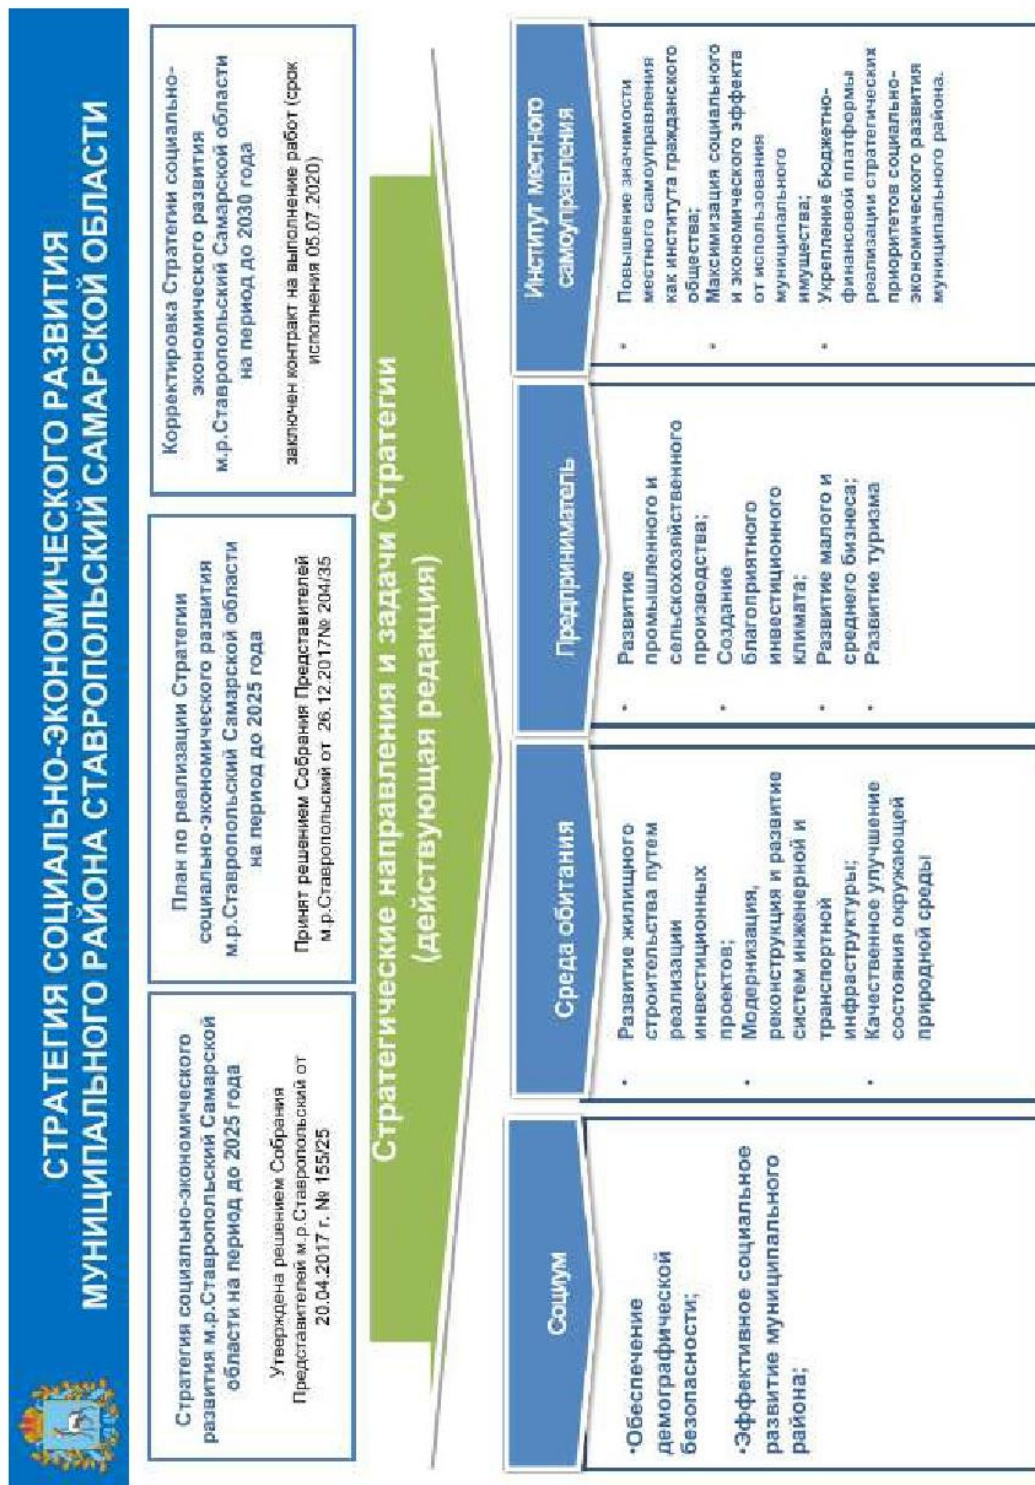 СТРАТЕГИЯ СОЦИАЛЬНО-ЭКОНОМИЧЕСКОГО РАЗВИТИЯ
МУНИЦИПАЛЬНОГО РАЙОНА СТАВРОПОЛЬСКИЙ САМАРСКОЙ ОБЛАСТИ
Стратегия социально-экономического
развития м.р.Ставропольский Самарской
области на период до 2025 года
Утверждена решением Собрания
Представителей м.р.Ставропольский от
20.04.2017 г. № 155/25
План по реализации Стратегии
социально-экономического развития
м.р.Ставропольский Самарской области
на период до 2025 года
Принят решением Собрания Представителей
м.р.Ставропольский от 26.12.2017№ 204/35
Корректировка Стратегии социально-
экономического развития
м.р.Ставропольский Самарской области
на период до 2030 года
заключен контракт на выполнение работ (срок
исполнения 05.07.2020)
Стратегические направления и задачи Стратегии
(действующая редакция)
Социум
•Обеспечение
демографической
безопасности;
•Эффективное социальное
развитие муниципального
района;
Среда обитания
• Развитие жилищного
строительства путем
реализации
инвестиционных
проектов;
• Модернизация,
реконструкция и развитие
систем инженерной и
транспортной
инфраструктуры;
• Качественное улучшение
состояния окружающей
природной среды
Предприниматель
• Развитие
промышленного и
сельскохозяйственного
производства;
• Создание
благоприятного
инвестиционного
климата;
• Развитие малого и
среднего бизнеса;
• Развитие туризма
Институт местного
самоуправления
• Повышение значимости
местного самоуправления
как института гражданского
общества;
• Максимизация социального
и экономического эффекта
от использования
муниципального
имущества;
• Укрепление бюджетно-
финансовой платформы
реализации стратегических
приоритетов социально-
экономического развития
муниципального района.